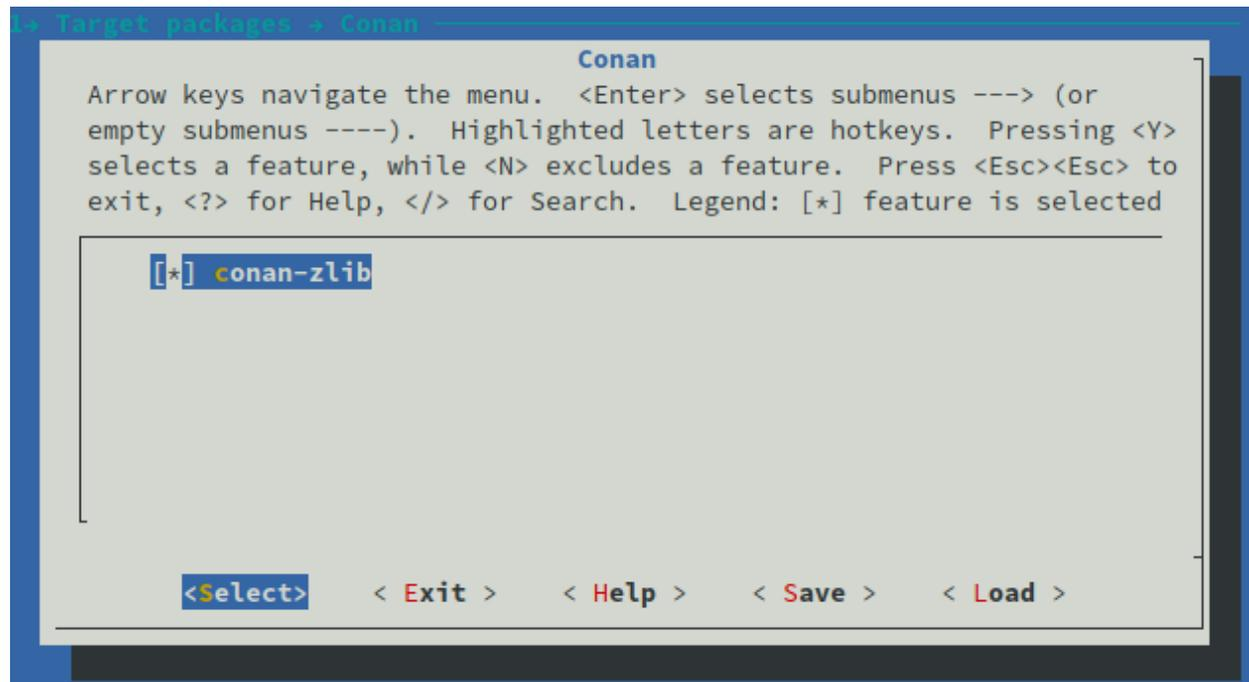 1→ Target packages → Conan
Conan
Arrow keys navigate the menu.  <Enter> selects submenus ---> (or
empty submenus ----).  Highlighted letters are hotkeys.  Pressing <Y>
selects a feature, while <N> excludes a feature.  Press <Esc><Esc> to
exit, <?> for Help, </> for Search.  Legend: [*] feature is selected
[*] conan-zlib
<Select>    < Exit >    < Help >    < Save >    < Load >